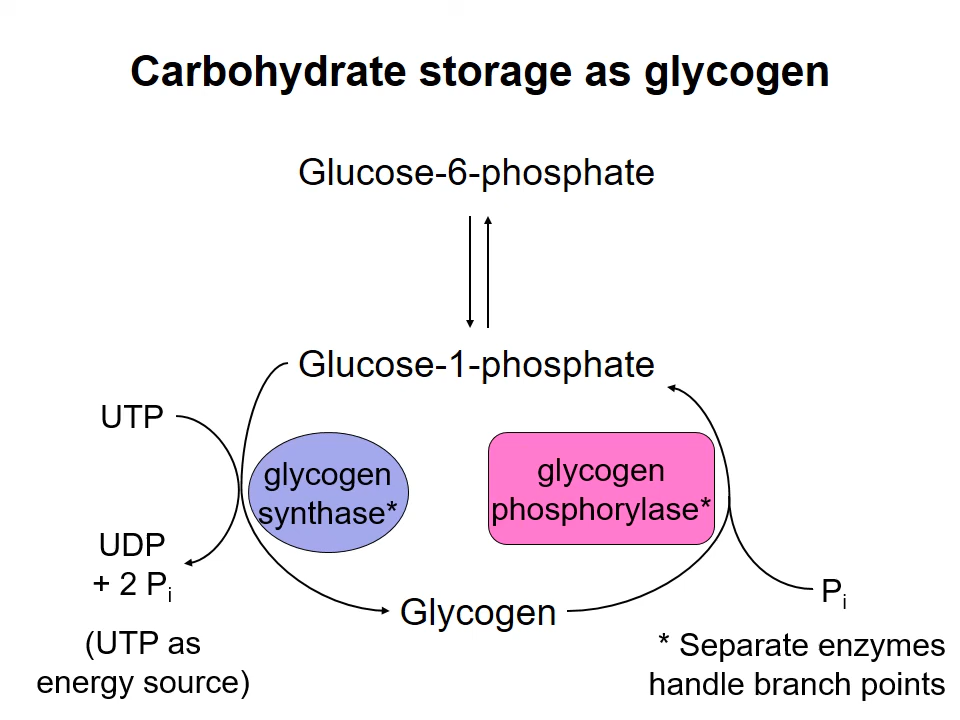 Carbohydrate storage as glycogen
Glucose-6-phosphate
Glucose-1-phosphate
UTP
glycogen
synthase*
glycogen
phosphorylase*
UDP
+ 2 Pi
Glycogen
Pi
(UTP as
energy source)
* Separate enzymes
handle branch points